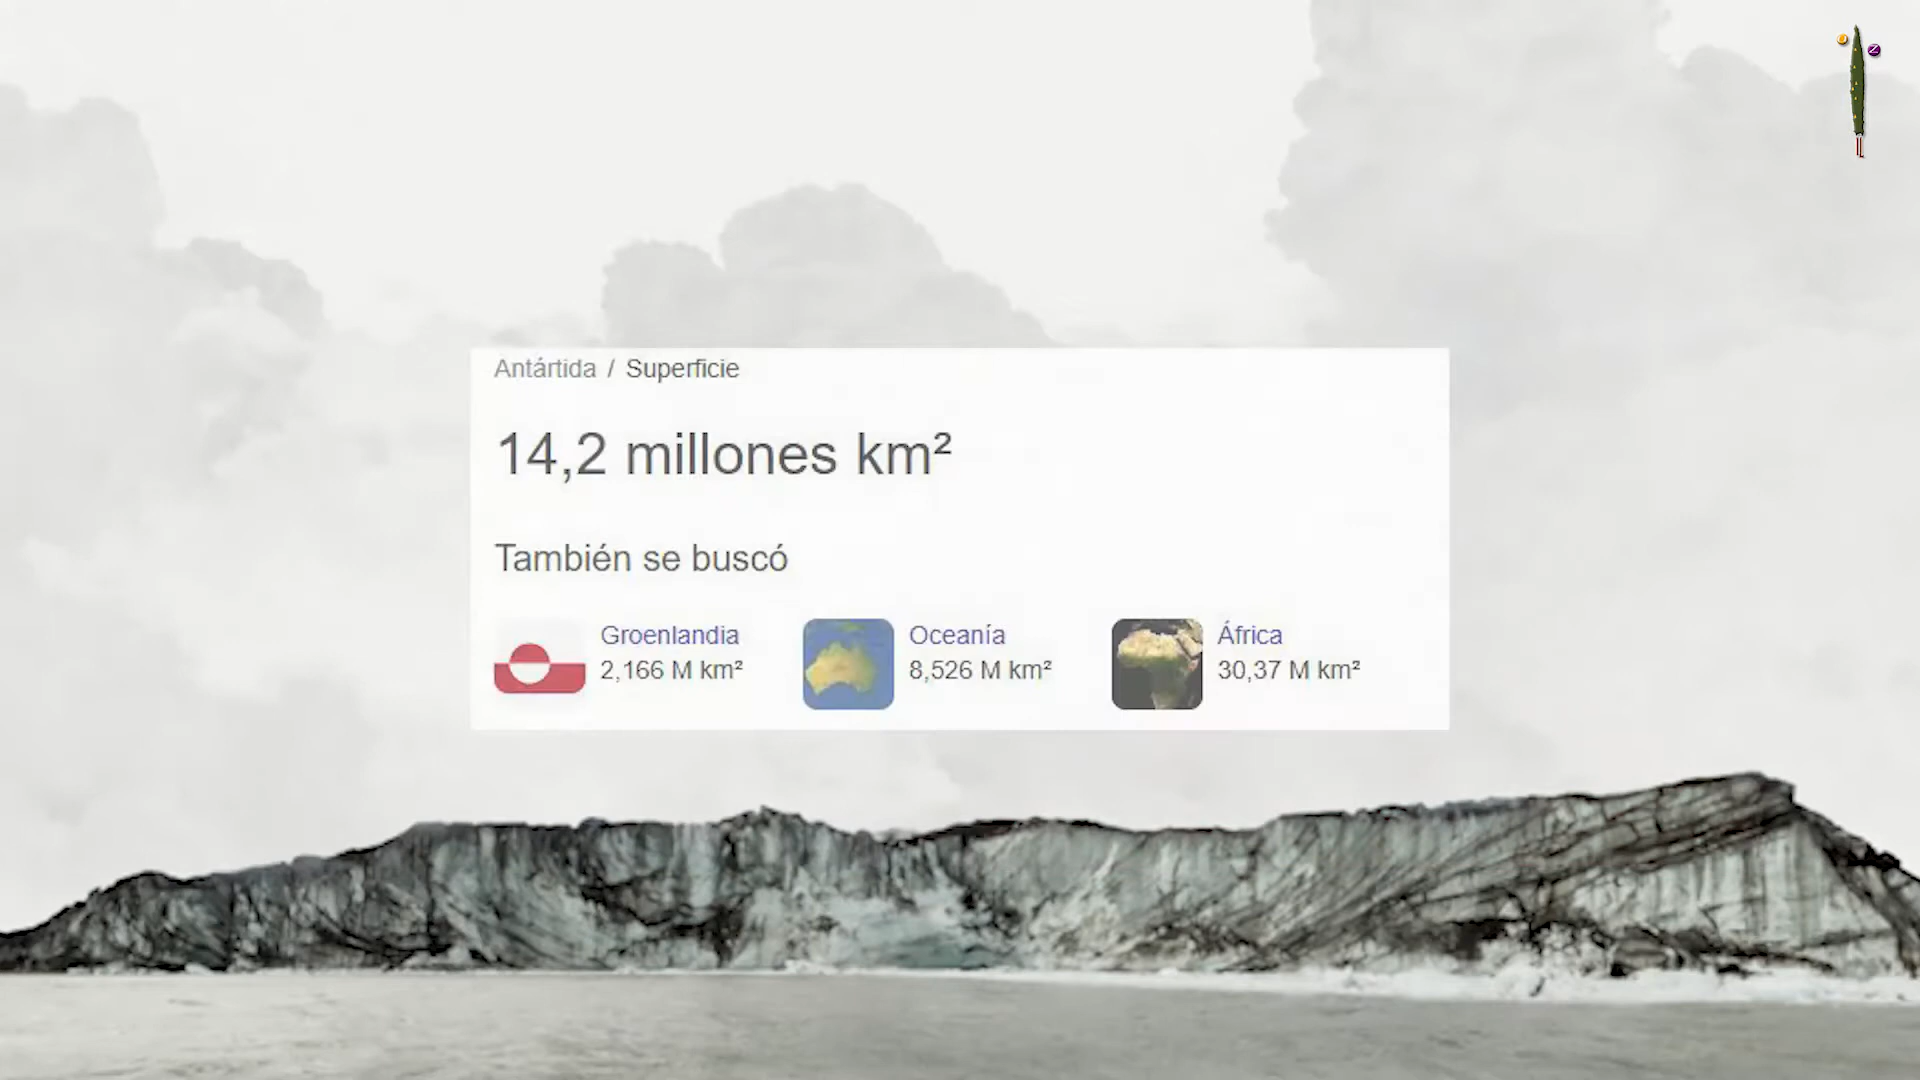 Antártida / Superficie
14,2 millones km²
También se buscó
Groenlandia
2,166 M km²
Oceanía
8,526 M km²
África
30,37 M km²